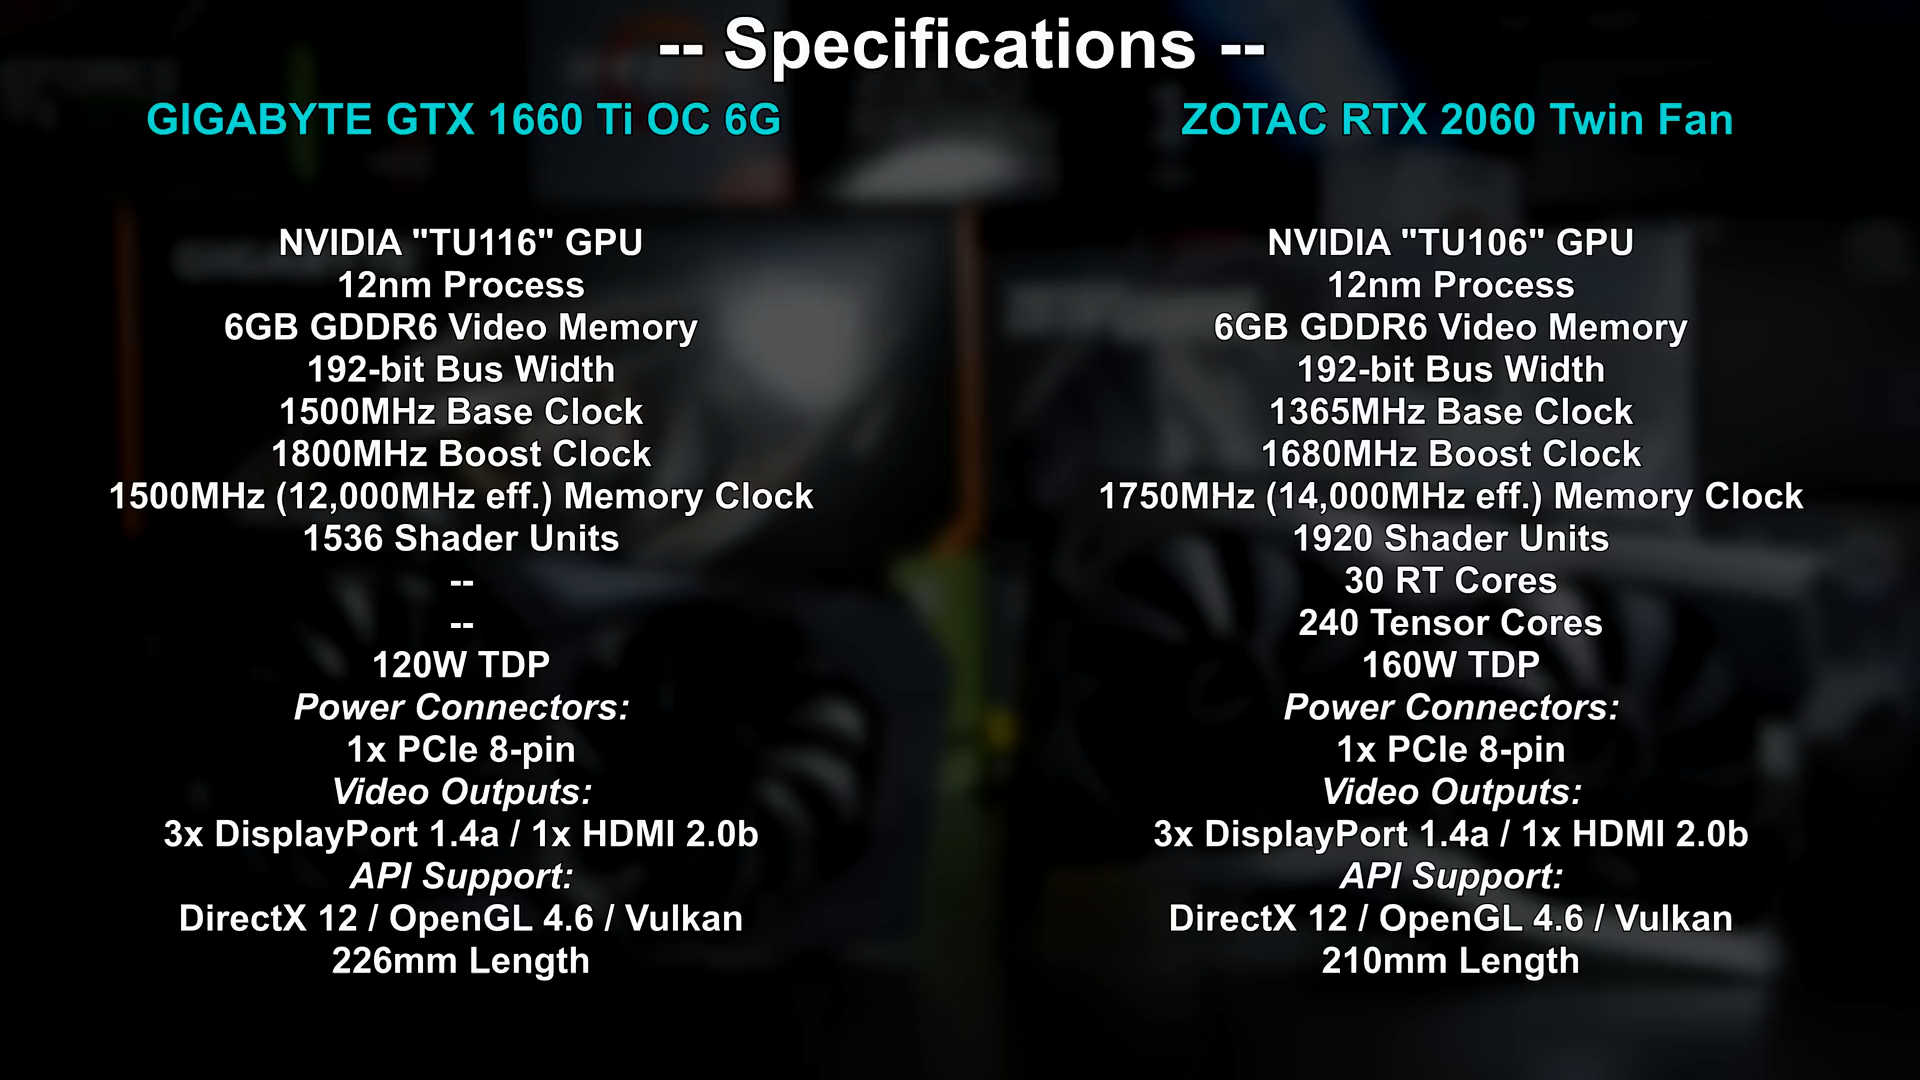 -- Specifications --
GIGABYTE GTX 1660 Ti OC 6G
NVIDIA "TU116" GPU
12nm Process
6GB GDDR6 Video Memory
192-bit Bus Width
1500MHz Base Clock
1800MHz Boost Clock
1500MHz (12,000MHz eff.) Memory Clock
1536 Shader Units
--
--
120W TDP
Power Connectors:
1x PCIe 8-pin
Video Outputs:
3x DisplayPort 1.4a / 1x HDMI 2.0b
API Support:
DirectX 12 / OpenGL 4.6 / Vulkan
226mm Length
ZOTAC RTX 2060 Twin Fan
NVIDIA "TU106" GPU
12nm Process
6GB GDDR6 Video Memory
192-bit Bus Width
1365MHz Base Clock
1680MHz Boost Clock
1750MHz (14,000MHz eff.) Memory Clock
1920 Shader Units
30 RT Cores
240 Tensor Cores
160W TDP
Power Connectors:
1x PCIe 8-pin
Video Outputs:
3x DisplayPort 1.4a / 1x HDMI 2.0b
API Support:
DirectX 12 / OpenGL 4.6 / Vulkan
210mm Length